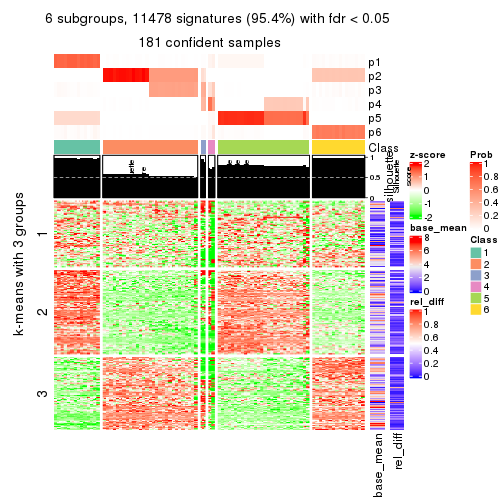 6 subgroups, 11478 signatures (95.4%) with fdr < 0.05
181 confident samples
p1
p2
p3
p4
p5
p6
Class
1
0.5
0
silhouette
Silhouette
score
k-means with 3 groups
1
2
3
base_mean
rel_diff
z-score
2
1
0
-1
-2
base_mean
8
6
4
2
0
rel_diff
1
0.8
0.6
0.4
0.2
0
Prob
1
0.8
0.6
0.4
0.2
0
Class
1
2
3
4
5
6